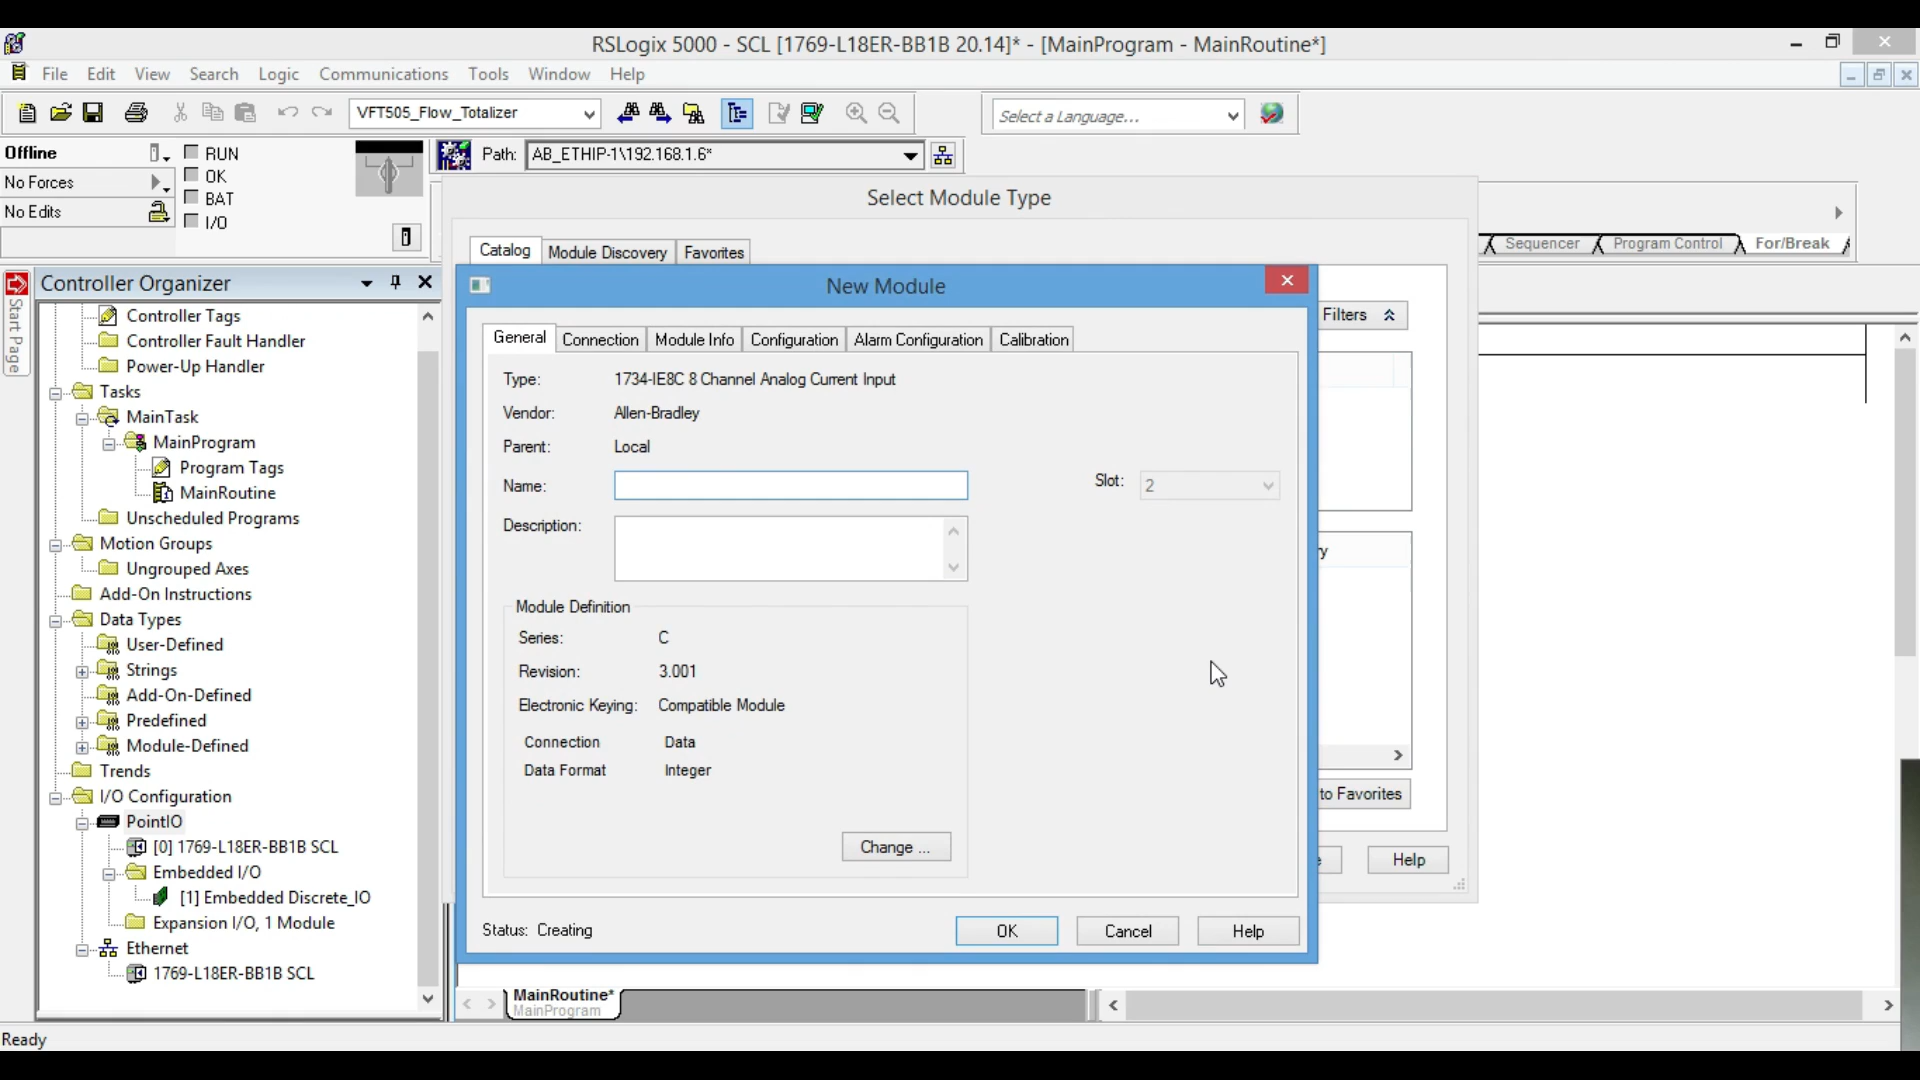 RSLogix 5000 - SCL [1769-L18ER-BB1B 20.14]* - [MainProgram - MainRoutine*]
File Edit View Search Logic Communications Tools Window Help
VFT505_Flow_Totalizer
Select a Language...
Offline
RUN
Path: AB_ETHIP-1\192.168.1.6*
No Forces
OK
BAT
No Edits
I/O
Select Module Type
Sequencer Program Control For/Break
Catalog Module Discovery Favorites
Start Page
Controller Organizer
New Module
Filters
Controller Tags
Controller Fault Handler
Power-Up Handler
Tasks
MainTask
MainProgram
Program Tags
MainRoutine
Unscheduled Programs
Motion Groups
Ungrouped Axes
Add-On Instructions
Data Types
User-Defined
Strings
Add-On-Defined
Predefined
Module-Defined
Trends
I/O Configuration
PointIO
[0] 1769-L18ER-BB1B SCL
Embedded I/O
[1] Embedded Discrete_IO
Expansion I/O, 1 Module
Ethernet
1769-L18ER-BB1B SCL
General Connection Module Info Configuration Alarm Configuration Calibration
Type: 1734-IE8C 8 Channel Analog Current Input
Vendor: Allen-Bradley
Parent: Local
Name:
Slot: 2
Description:
Module Definition
Series: C
Revision: 3.001
Electronic Keying: Compatible Module
Connection Data
Data Format Integer
Change ...
Status: Creating
OK Cancel Help
y
to Favorites
e
Help
MainRoutine*
MainProgram
Ready